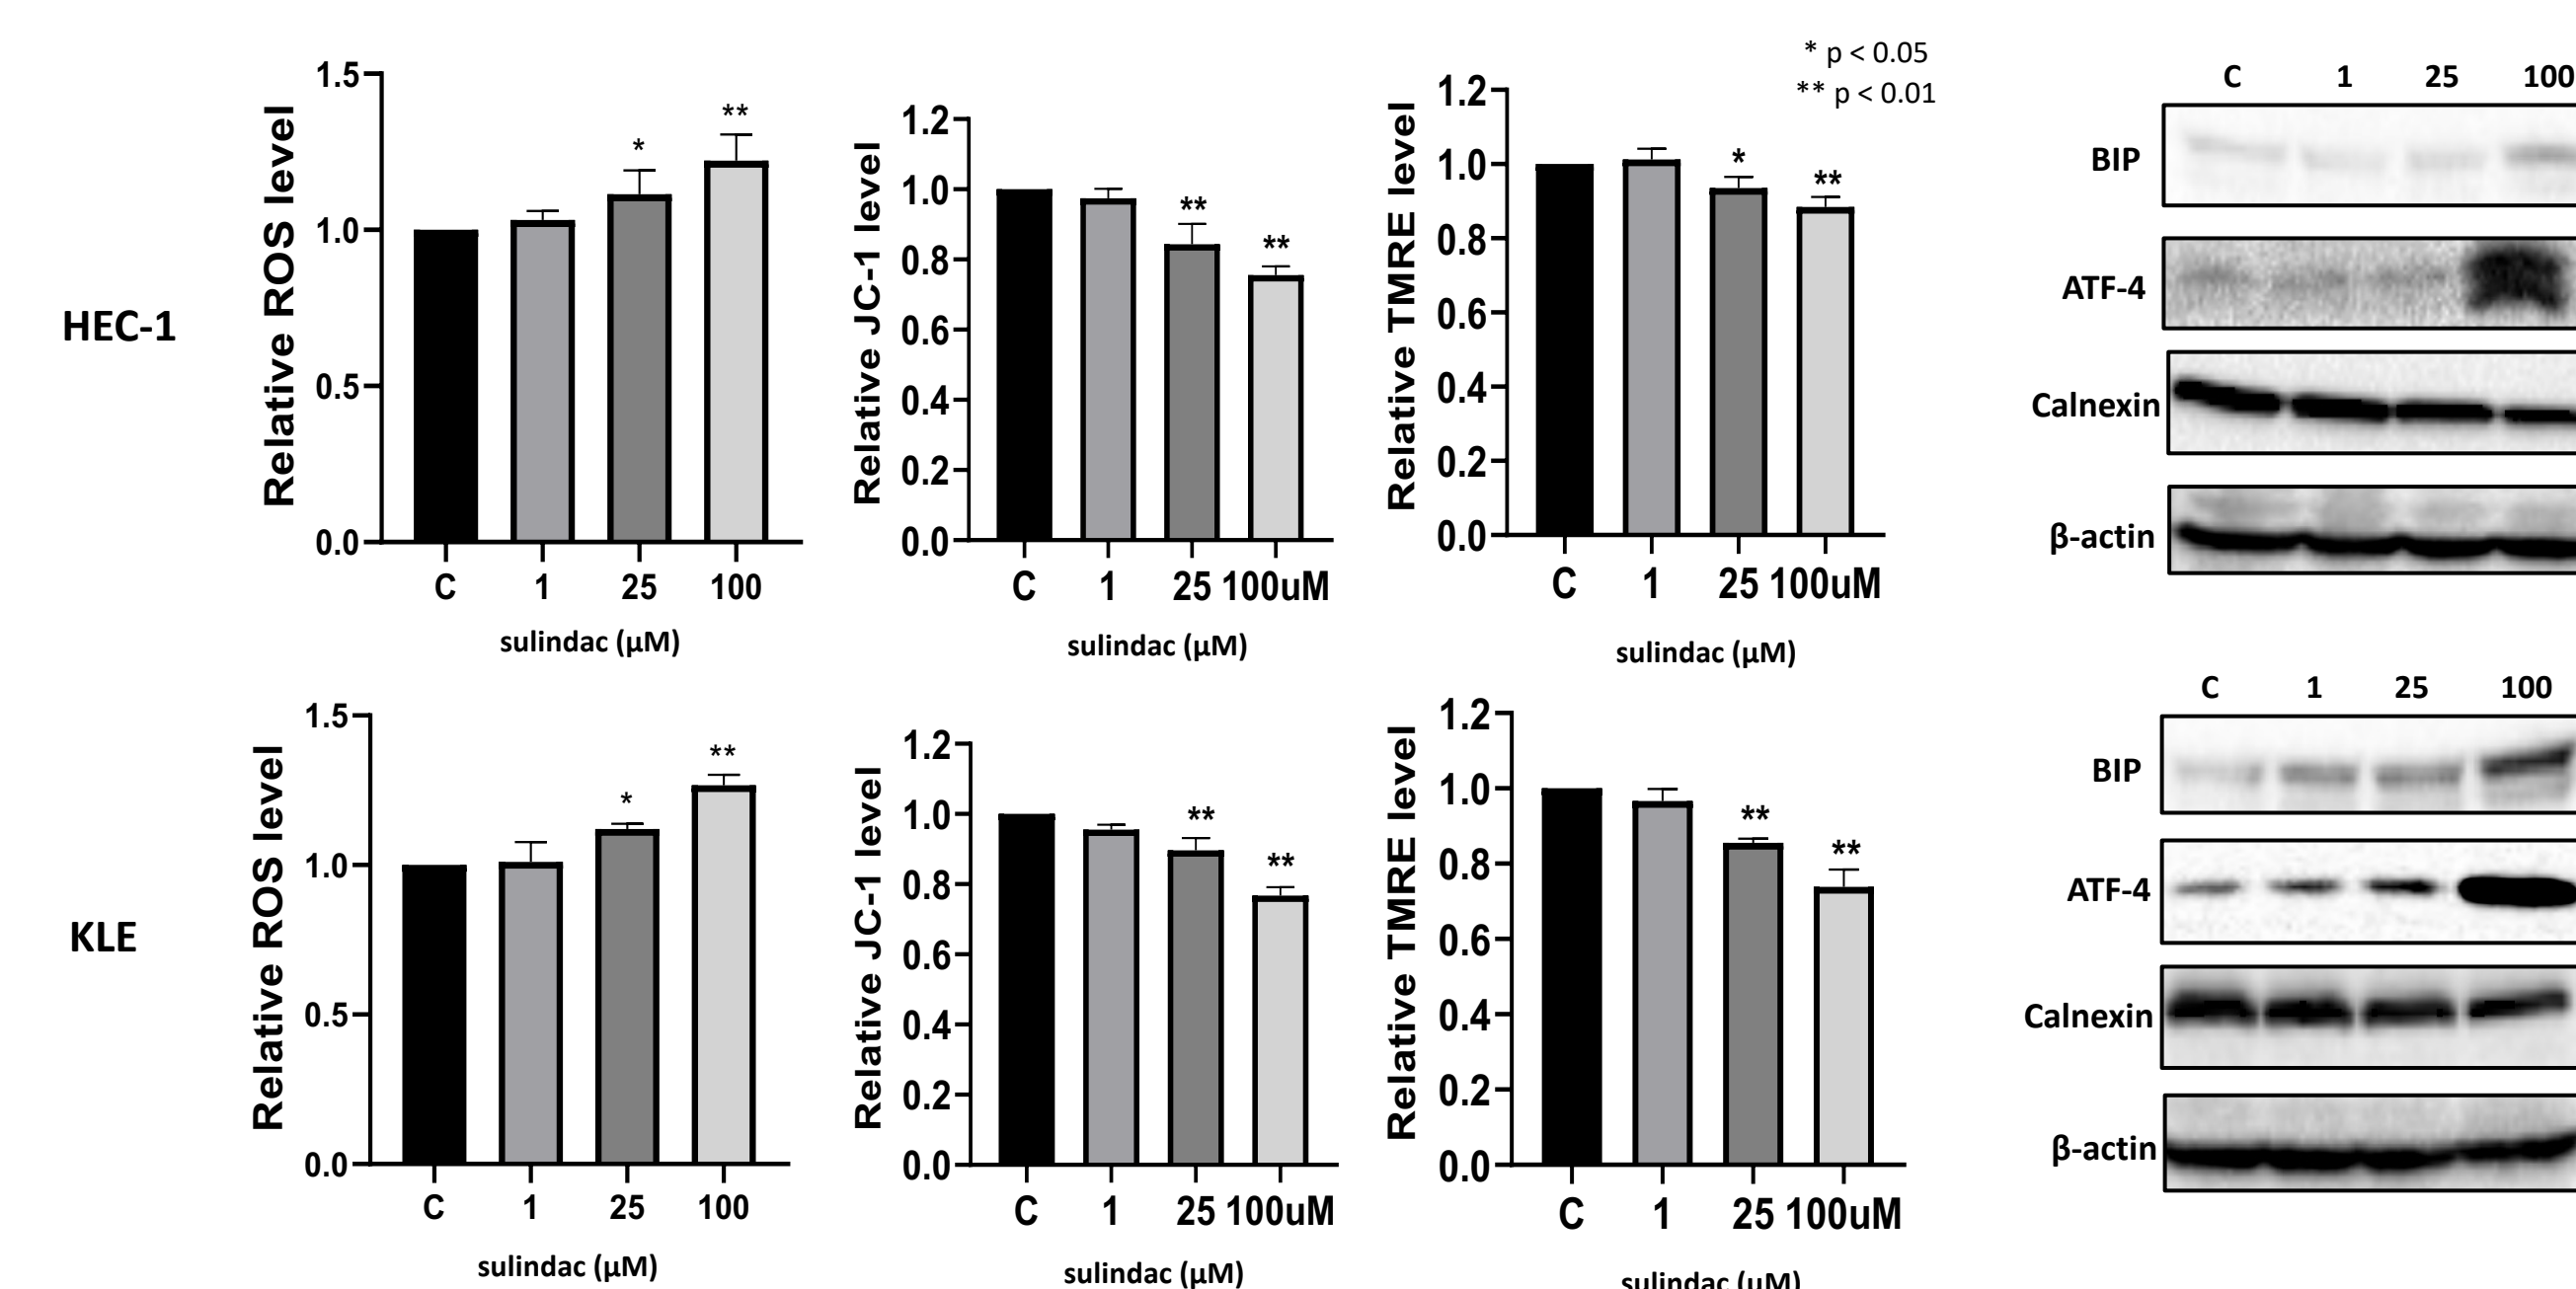 * p < 0.05
** p < 0.01
HEC-1
Relative ROS level
1.5
1.0
0.5
0.0
*
**
C 1 25 100
sulindac (μM)
Relative JC-1 level
1.2
1.0
0.8
0.6
0.4
0.2
0.0
**
**
C 1 25 100uM
sulindac (μM)
Relative TMRE level
1.2
1.0
0.8
0.6
0.4
0.2
0.0
*
**
C 1 25 100uM
sulindac (μM)
C 1 25 100
BIP
ATF-4
Calnexin
β-actin
KLE
Relative ROS level
1.5
1.0
0.5
0.0
*
**
C 1 25 100
sulindac (μM)
Relative JC-1 level
1.2
1.0
0.8
0.6
0.4
0.2
0.0
**
**
C 1 25 100uM
sulindac (μM)
Relative TMRE level
1.2
1.0
0.8
0.6
0.4
0.2
0.0
**
**
C 1 25 100uM
sulindac (μM)
C 1 25 100
BIP
ATF-4
Calnexin
β-actin